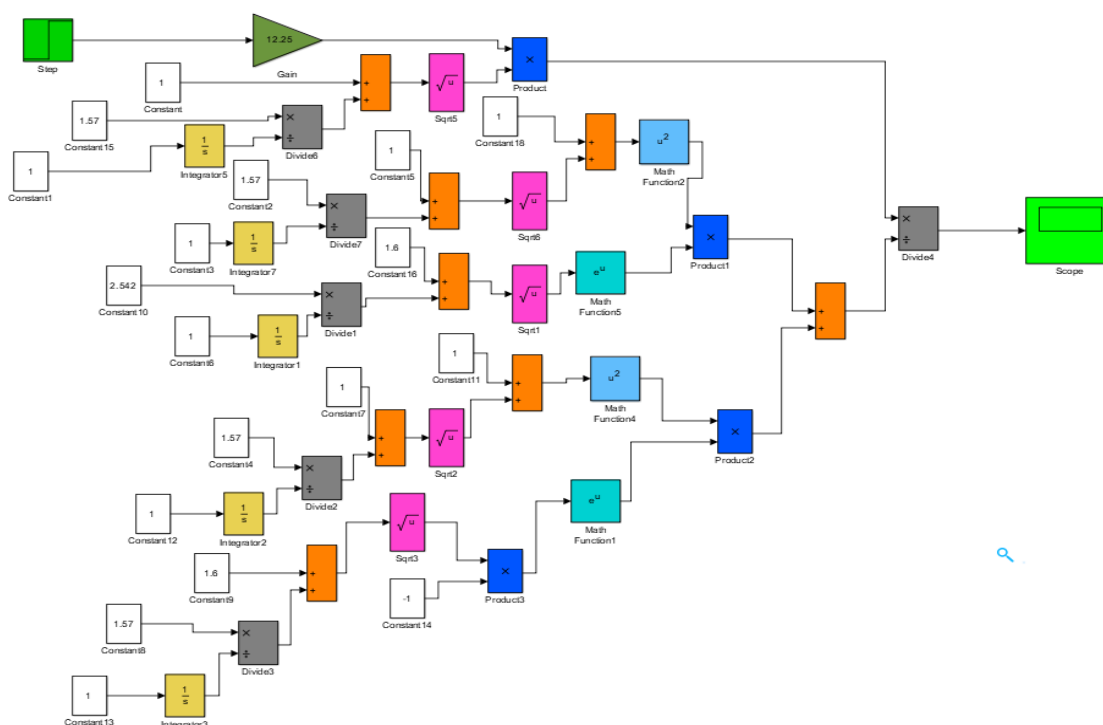 12.25
Step
Gain
1
Constant
+
+
√u
Sqrt5
×
Product
1.57
Constant15
×
÷
Divide6
1
Constant1
1
s
Integrator5
1
Constant18
+
+
u²
Math
Function2
1
Constant5
1.57
Constant2
×
÷
Divide7
+
+
√u
Sqrt6
1
Constant3
1
s
Integrator7
×
Product1
×
÷
Divide4
Scope
1.6
Constant16
+
+
√u
Sqrt1
eᵘ
Math
Function5
2.542
Constant10
×
÷
Divide1
1
Constant6
1
s
Integrator1
+
+
1
Constant11
+
+
u²
Math
Function4
1
Constant7
+
+
√u
Sqrt2
×
Product2
1.57
Constant4
×
÷
Divide2
1
Constant12
1
s
Integrator2
eᵘ
Math
Function1
√u
Sqrt3
1.6
Constant9
+
+
×
Product3
-1
Constant14
1.57
Constant8
×
÷
Divide3
1
Constant13
1
s
Integrator3